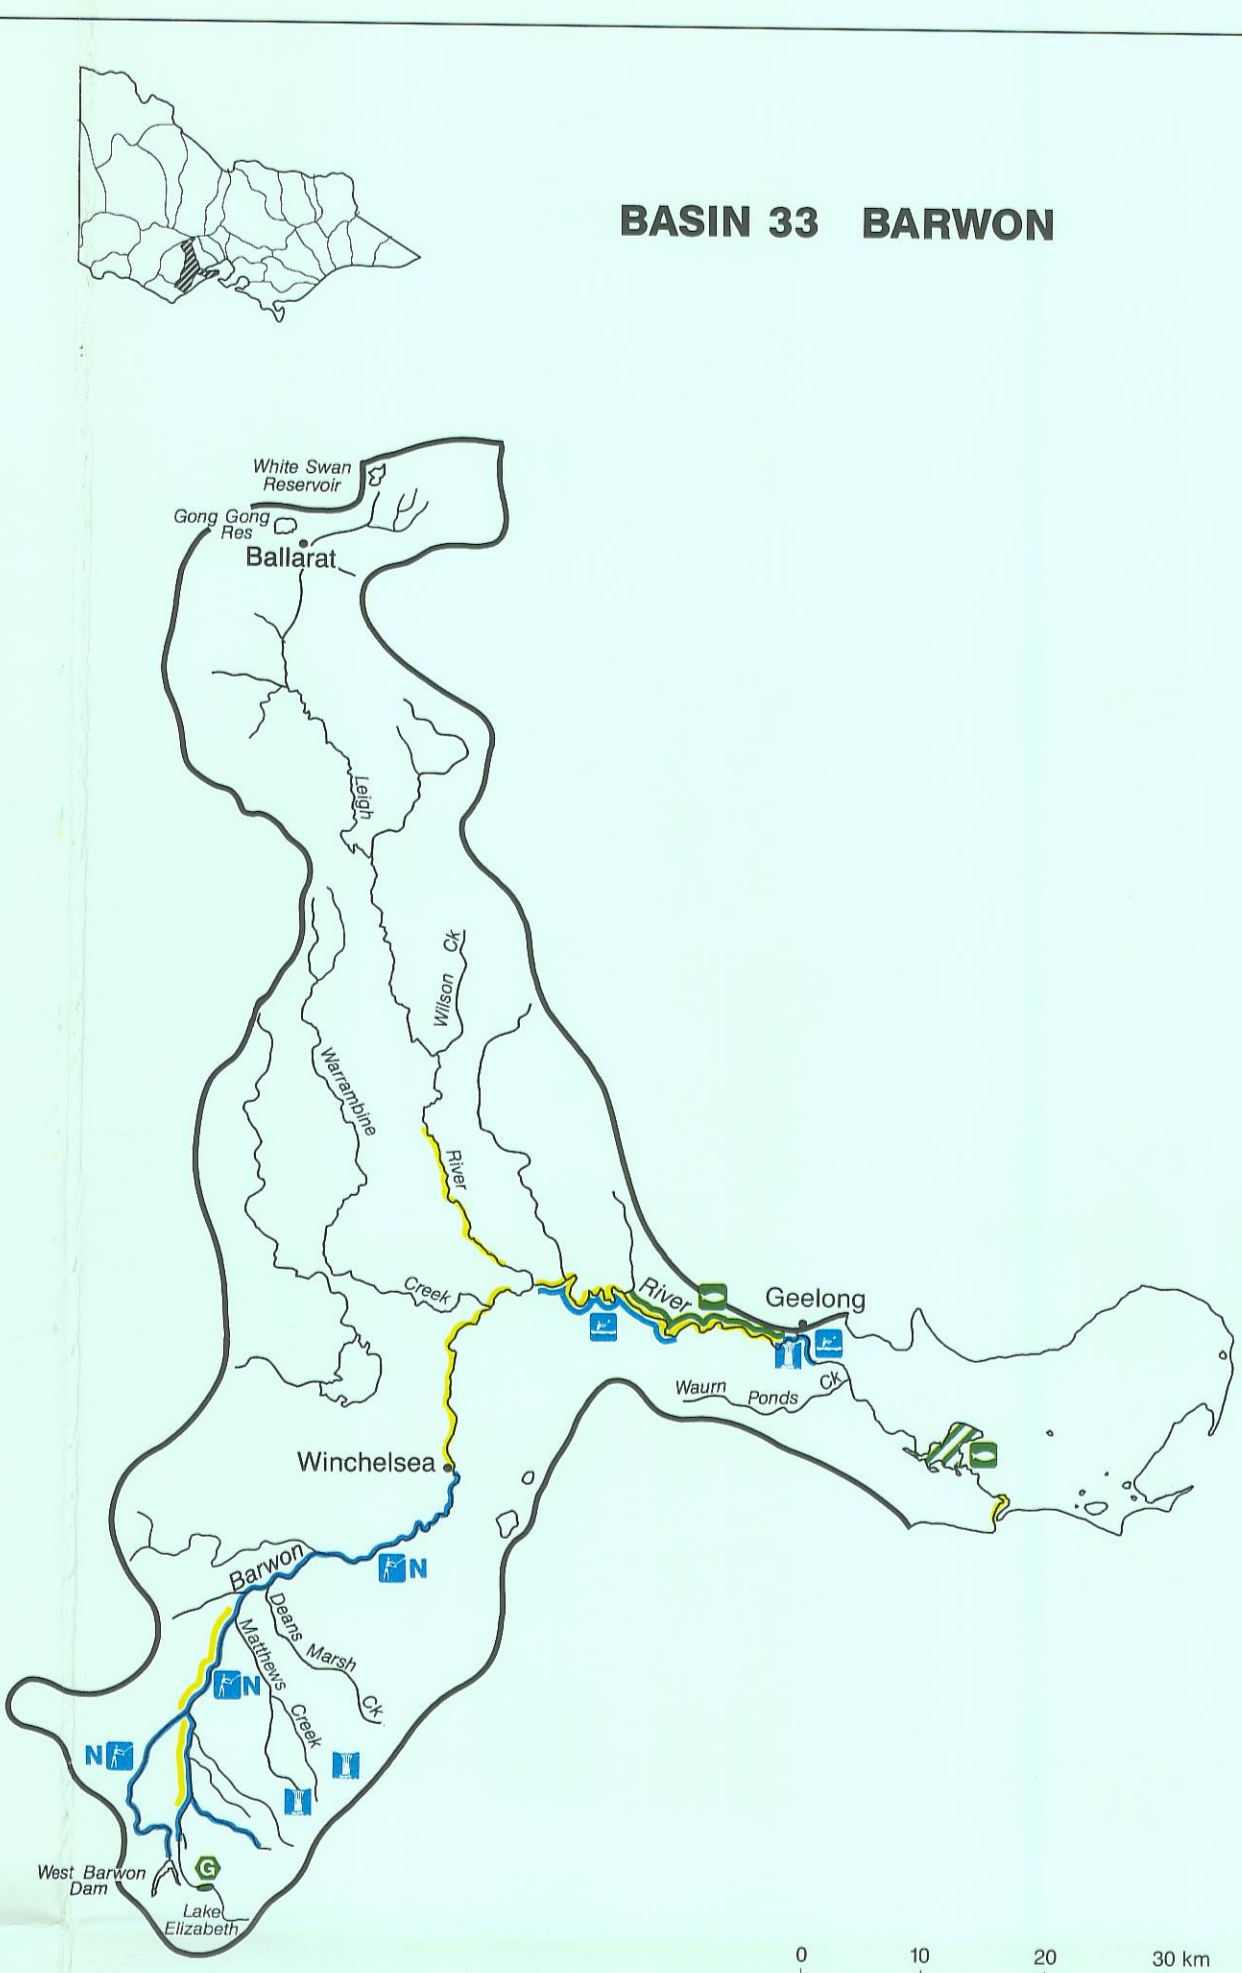 BASIN 33 BARWON
White Swan
Reservoir
Gong Gong
Res
Ballarat
Leigh
Wilson Ck
Warrambine
River
Creek
River
Geelong
Waurn Ponds Ck
Winchelsea
N
Barwon
Deans Marsh Ck
Matthews Creek
N
N
G
West Barwon
Dam
Lake
Elizabeth
0 10 20 30 km